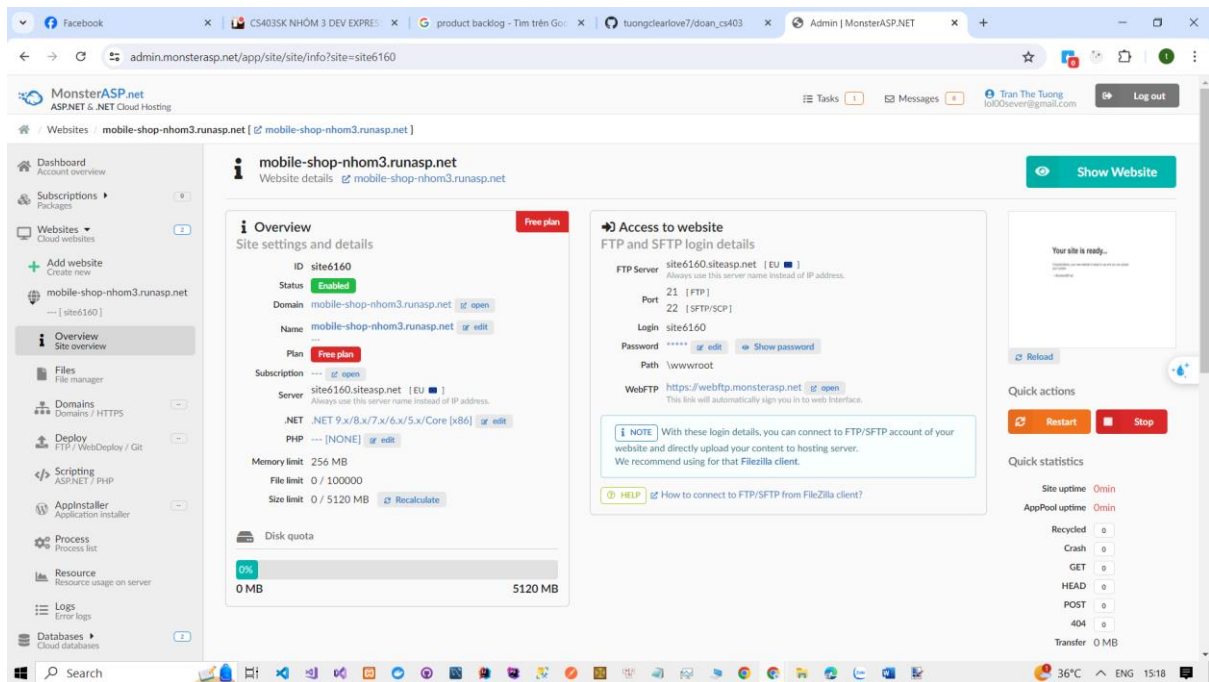 Facebook
CS403SK NHÓM 3 DEV EXPRES
product backlog - Tìm trên Goo
tuongclearlove7/doan_cs403
Admin | MonsterASP.NET
admin.monsterasp.net/app/site/site/info?site=site6160
MonsterASP.net
ASP.NET & .NET Cloud Hosting
Tasks 1
Messages 0
Tran The Tuong
lol00sever@gmail.com
Log out
/ Websites / mobile-shop-nhom3.runasp.net [ mobile-shop-nhom3.runasp.net ]
Dashboard
Account overview
Subscriptions 0
Packages
Websites 2
Cloud websites
Add website
Create new
mobile-shop-nhom3.runasp.net
--- [ site6160 ]
Overview
Site overview
Files
File manager
Domains
Domains / HTTPS
Deploy
FTP / WebDeploy / Git
Scripting
ASP.NET / PHP
AppInstaller
Application installer
Process
Process list
Resource
Resource usage on server
Logs
Error logs
Databases 2
Cloud databases
mobile-shop-nhom3.runasp.net
Website details mobile-shop-nhom3.runasp.net
Show Website
Overview
Free plan
Site settings and details
ID site6160
Status Enabled
Domain mobile-shop-nhom3.runasp.net open
Name mobile-shop-nhom3.runasp.net edit
---
Plan Free plan
Subscription --- open
Server site6160.siteasp.net [EU ]
Always use this server name instead of IP address.
.NET .NET 9.x/8.x/7.x/6.x/5.x/Core [x86] edit
PHP --- [NONE] edit
Memory limit 256 MB
File limit 0 / 100000
Size limit 0 / 5120 MB Recalculate
Disk quota
0%
0 MB 5120 MB
Access to website
FTP and SFTP login details
FTP Server site6160.siteasp.net [EU ]
Always use this server name instead of IP address.
Port 21 [FTP]
22 [SFTP/SCP]
Login site6160
Password ***** edit Show password
Path \wwwroot
WebFTP https://webftp.monsterasp.net open
This link will automatically sign you in to web interface.
NOTE With these login details, you can connect to FTP/SFTP account of your
website and directly upload your content to hosting server.
We recommend using for that Filezilla client.
HELP How to connect to FTP/SFTP from FileZilla client?
Your site is ready...
Reload
Quick actions
Restart
Stop
Quick statistics
Site uptime 0min
AppPool uptime 0min
Recycled 0
Crash 0
GET 0
HEAD 0
POST 0
404 0
Transfer 0 MB
Search
36°C
ENG
15:18